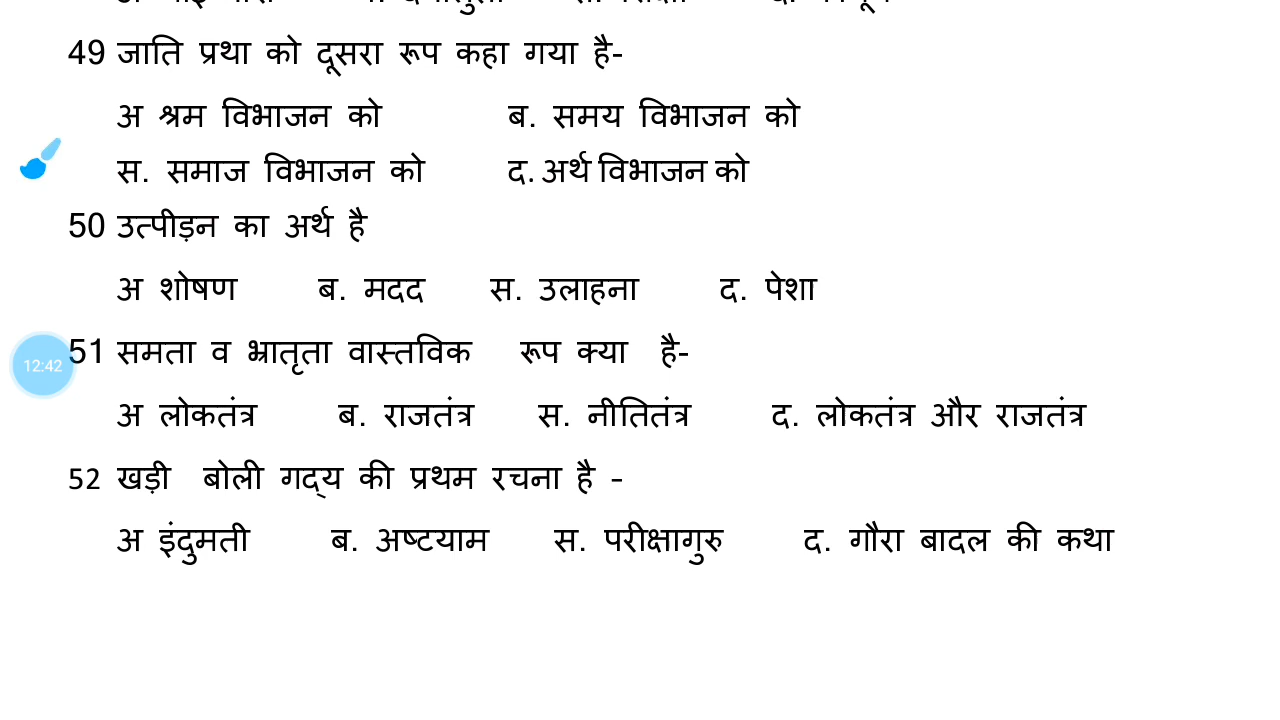 49 जाति प्रथा को दूसरा रूप कहा गया है-
अ श्रम विभाजन को ब. समय विभाजन को
स. समाज विभाजन को द. अर्थ विभाजन को
50 उत्पीड़न का अर्थ है
अ शोषण ब. मदद स. उलाहना द. पेशा
12:42
51 समता व भ्रातृता वास्तविक रूप क्या है-
अ लोकतंत्र ब. राजतंत्र स. नीतितंत्र द. लोकतंत्र और राजतंत्र
52 खड़ी बोली गद्य की प्रथम रचना है -
अ इंदुमती ब. अष्टयाम स. परीक्षागुरु द. गौरा बादल की कथा